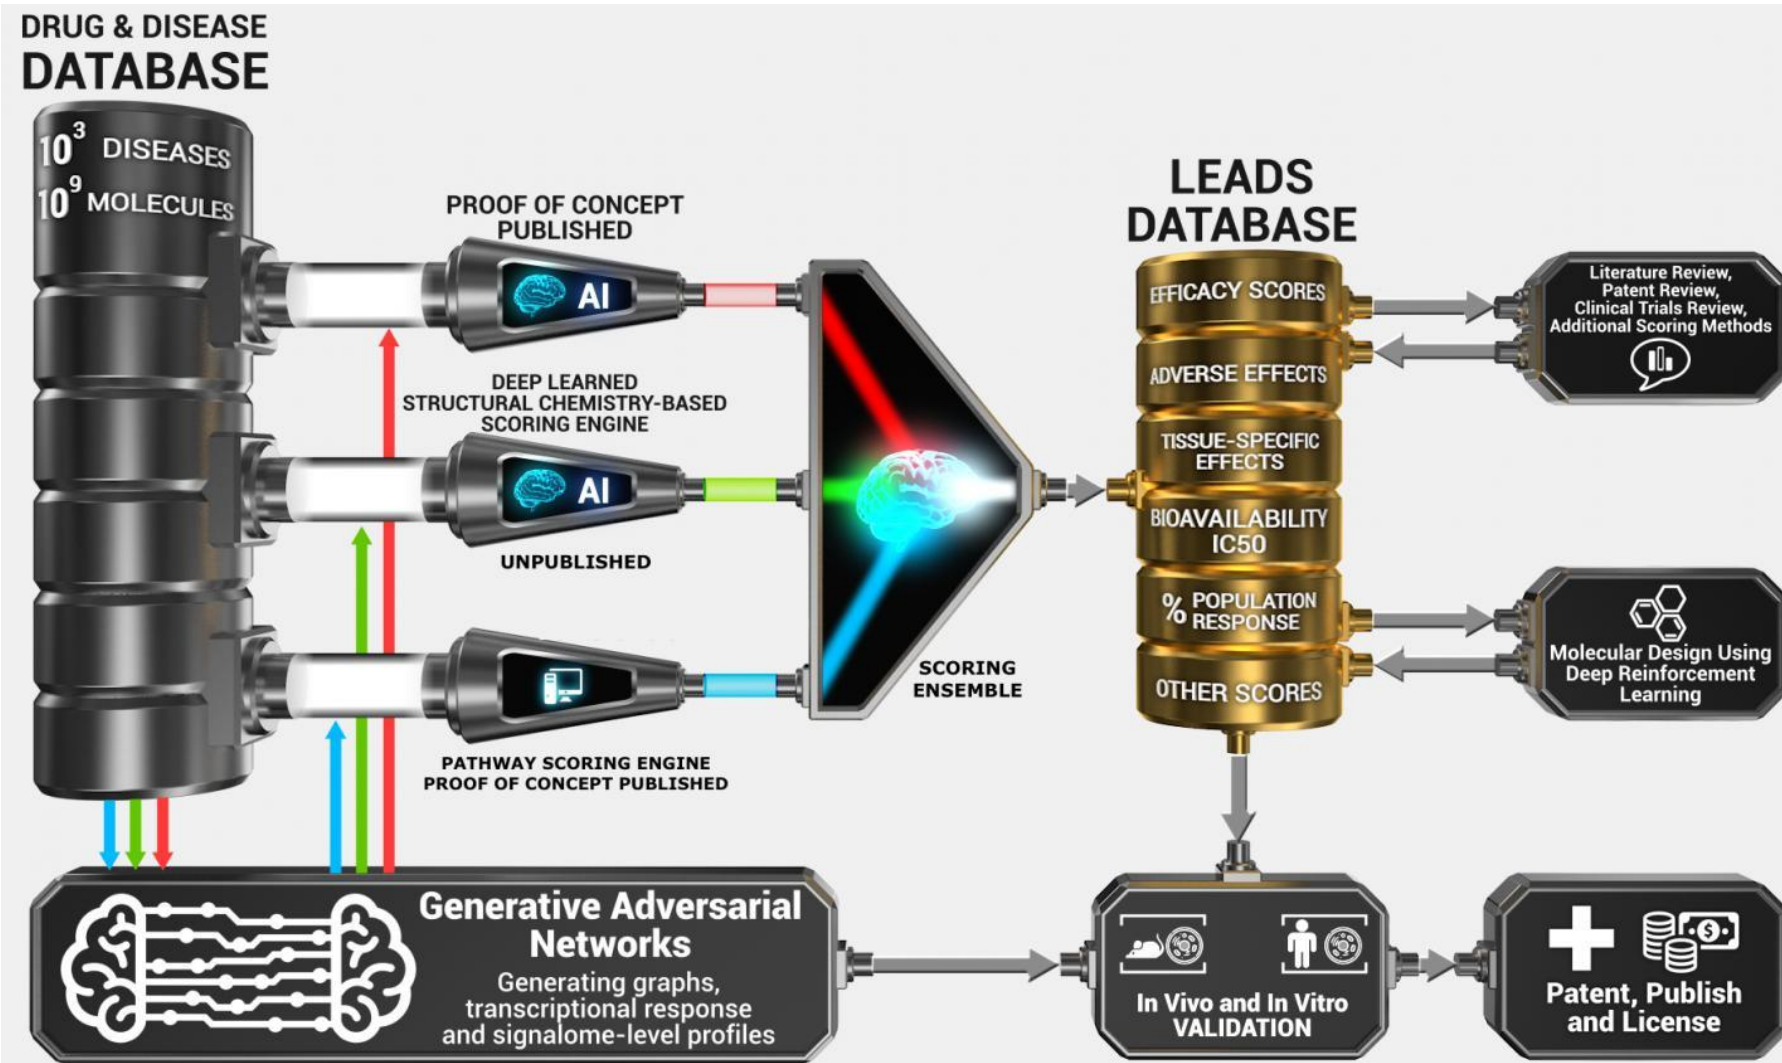 DRUG & DISEASE
DATABASE
10³ DISEASES
10⁹ MOLECULES
PROOF OF CONCEPT
PUBLISHED
AI
DEEP LEARNED
STRUCTURAL CHEMISTRY-BASED
SCORING ENGINE
AI
UNPUBLISHED
PATHWAY SCORING ENGINE
PROOF OF CONCEPT PUBLISHED
SCORING
ENSEMBLE
LEADS
DATABASE
EFFICACY SCORES
ADVERSE EFFECTS
TISSUE-SPECIFIC
EFFECTS
BIOAVAILABILITY
IC50
% POPULATION
RESPONSE
OTHER SCORES
Literature Review,
Patent Review,
Clinical Trials Review,
Additional Scoring Methods
Molecular Design Using
Deep Reinforcement
Learning
Generative Adversarial
Networks
Generating graphs,
transcriptional response
and signalome-level profiles
In Vivo and In Vitro
VALIDATION
$
Patent, Publish
and License